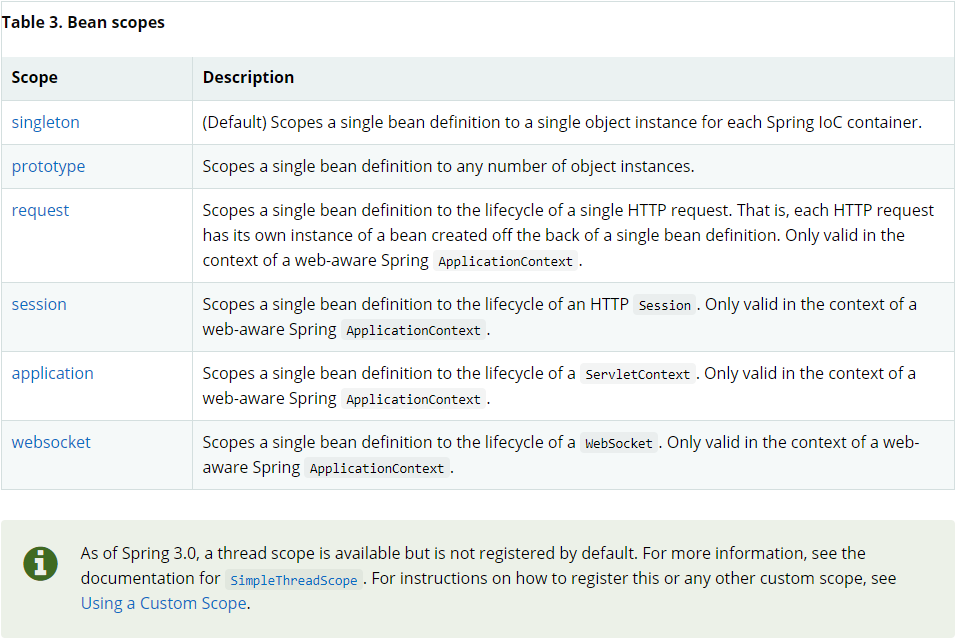 Table 3. Bean scopes
Scope Description
singleton (Default) Scopes a single bean definition to a single object instance for each Spring IoC container.
prototype Scopes a single bean definition to any number of object instances.
request Scopes a single bean definition to the lifecycle of a single HTTP request. That is, each HTTP request
has its own instance of a bean created off the back of a single bean definition. Only valid in the
context of a web-aware Spring ApplicationContext.
session Scopes a single bean definition to the lifecycle of an HTTP Session. Only valid in the context of a
web-aware Spring ApplicationContext.
application Scopes a single bean definition to the lifecycle of a ServletContext. Only valid in the context of a
web-aware Spring ApplicationContext.
websocket Scopes a single bean definition to the lifecycle of a WebSocket. Only valid in the context of a web-
aware Spring ApplicationContext.
As of Spring 3.0, a thread scope is available but is not registered by default. For more information, see the
documentation for SimpleThreadScope. For instructions on how to register this or any other custom scope, see
Using a Custom Scope.